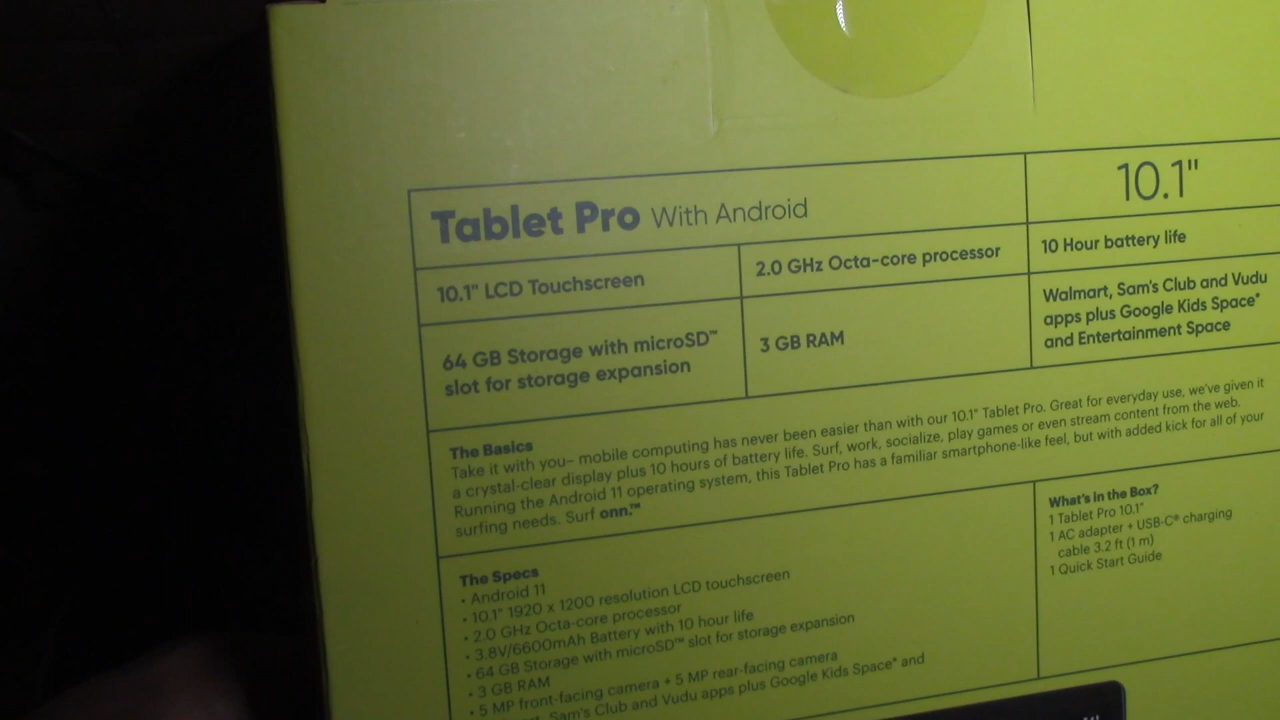 Tablet Pro With Android
10.1"
10.1" LCD Touchscreen
2.0 GHz Octa-core processor
10 Hour battery life
64 GB Storage with microSD™
slot for storage expansion
3 GB RAM
Walmart, Sam's Club and Vudu
apps plus Google Kids Space*
and Entertainment Space
The Basics
Take it with you– mobile computing has never been easier than with our 10.1" Tablet Pro. Great for everyday use, we've given it
a crystal-clear display plus 10 hours of battery life. Surf, work, socialize, play games or even stream content from the web.
Running the Android 11 operating system, this Tablet Pro has a familiar smartphone-like feel, but with added kick for all of your
surfing needs. Surf onn.™
The Specs
• Android 11
• 10.1" 1920 x 1200 resolution LCD touchscreen
• 2.0 GHz Octa-core processor
• 3.8V/6600mAh Battery with 10 hour life
• 64 GB Storage with microSD™ slot for storage expansion
• 3 GB RAM
• 5 MP front-facing camera + 5 MP rear-facing camera
Sam's Club and Vudu apps plus Google Kids Space* and
What's in the Box?
1 Tablet Pro 10.1"
1 AC adapter + USB-C® charging
cable 3.2 ft (1 m)
1 Quick Start Guide